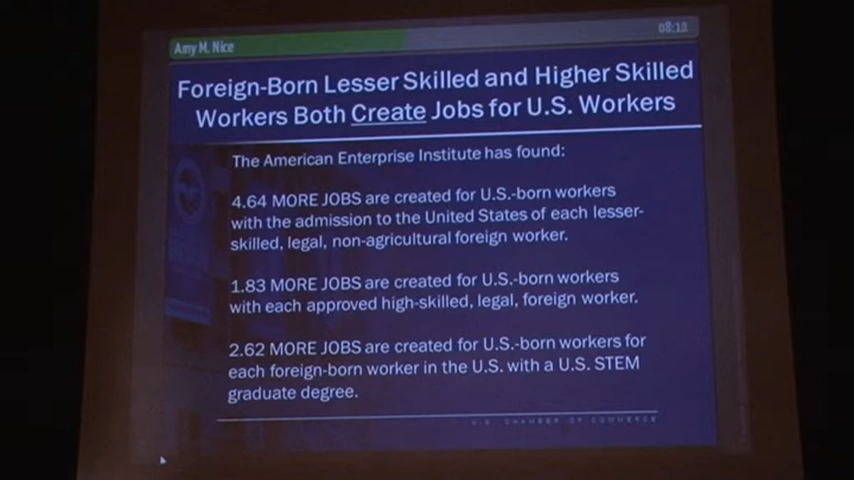 Amy M. Nice
08:10
Foreign-Born Lesser Skilled and Higher Skilled
Workers Both Create Jobs for U.S. Workers
The American Enterprise Institute has found:
4.64 MORE JOBS are created for U.S.-born workers
with the admission to the United States of each lesser-
skilled, legal, non-agricultural foreign worker.
1.83 MORE JOBS are created for U.S.-born workers
with each approved high-skilled, legal, foreign worker.
2.62 MORE JOBS are created for U.S.-born workers for
each foreign-born worker in the U.S. with a U.S. STEM
graduate degree.
U.S. CHAMBER OF COMMERCE